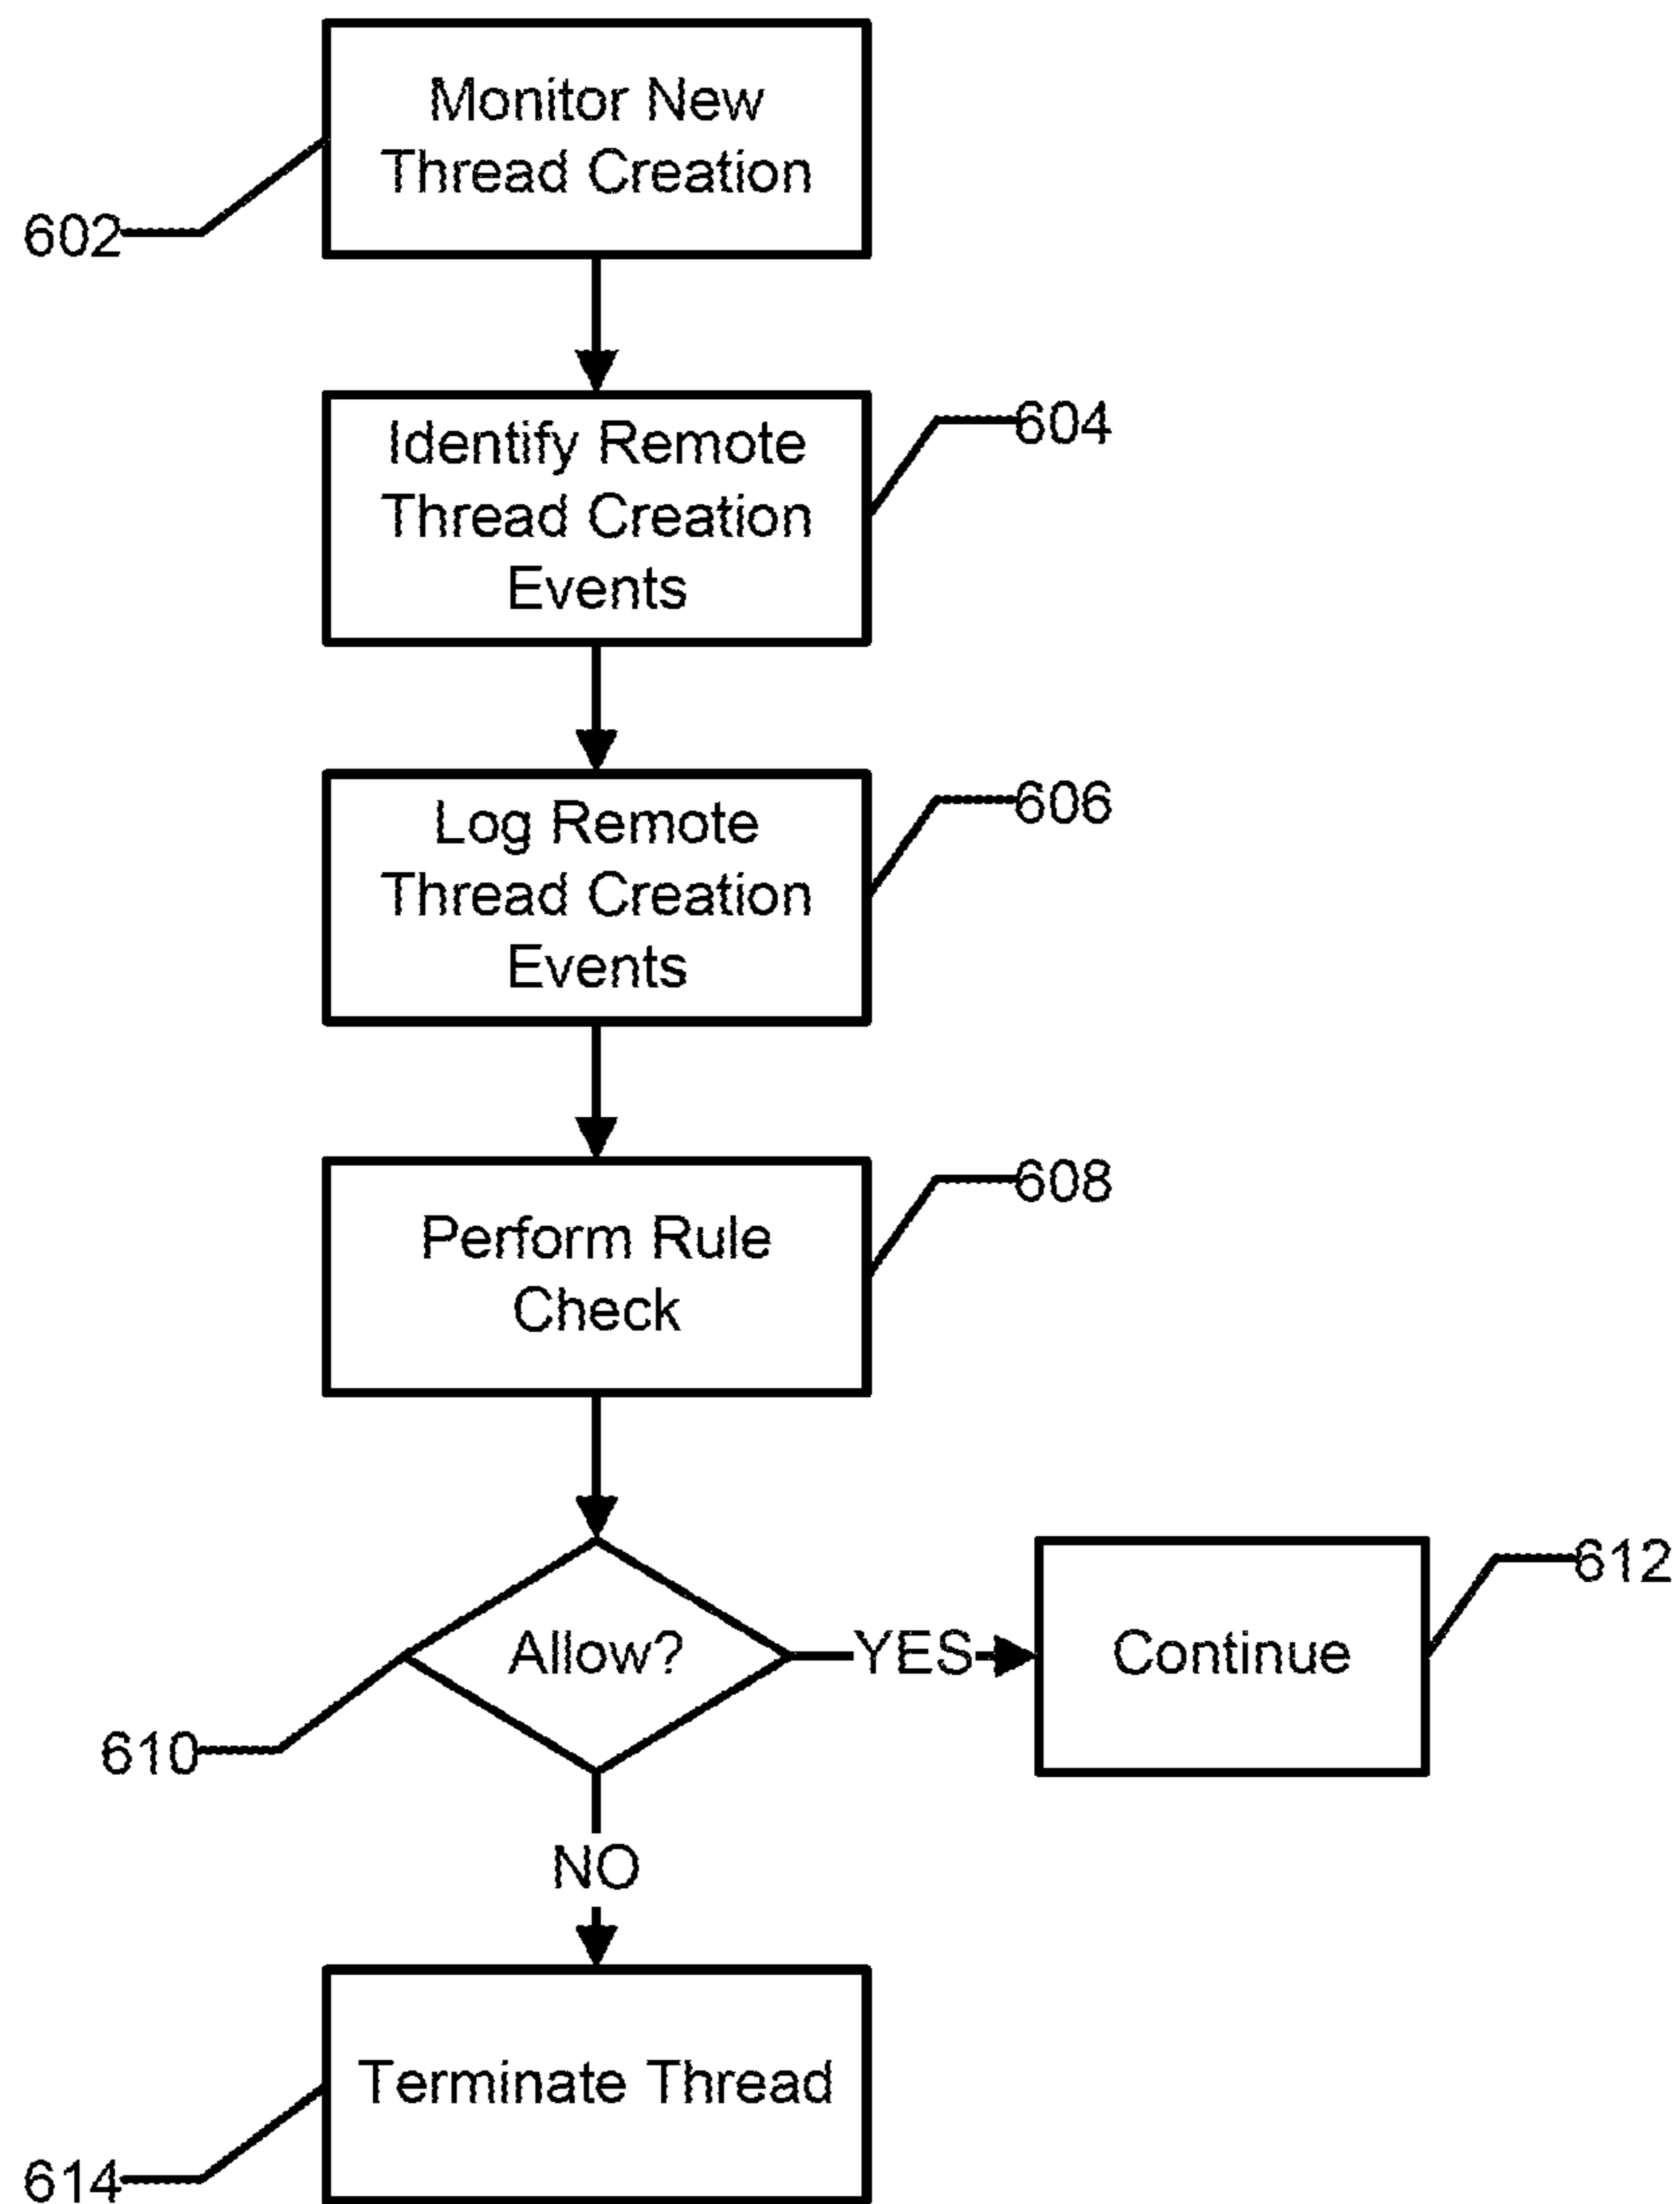 Monitor New
Thread Creation
602
Identify Remote
Thread Creation
Events
604
Log Remote
Thread Creation
Events
606
Perform Rule
Check
608
Allow?
YES
Continue
612
610
NO
Terminate Thread
614